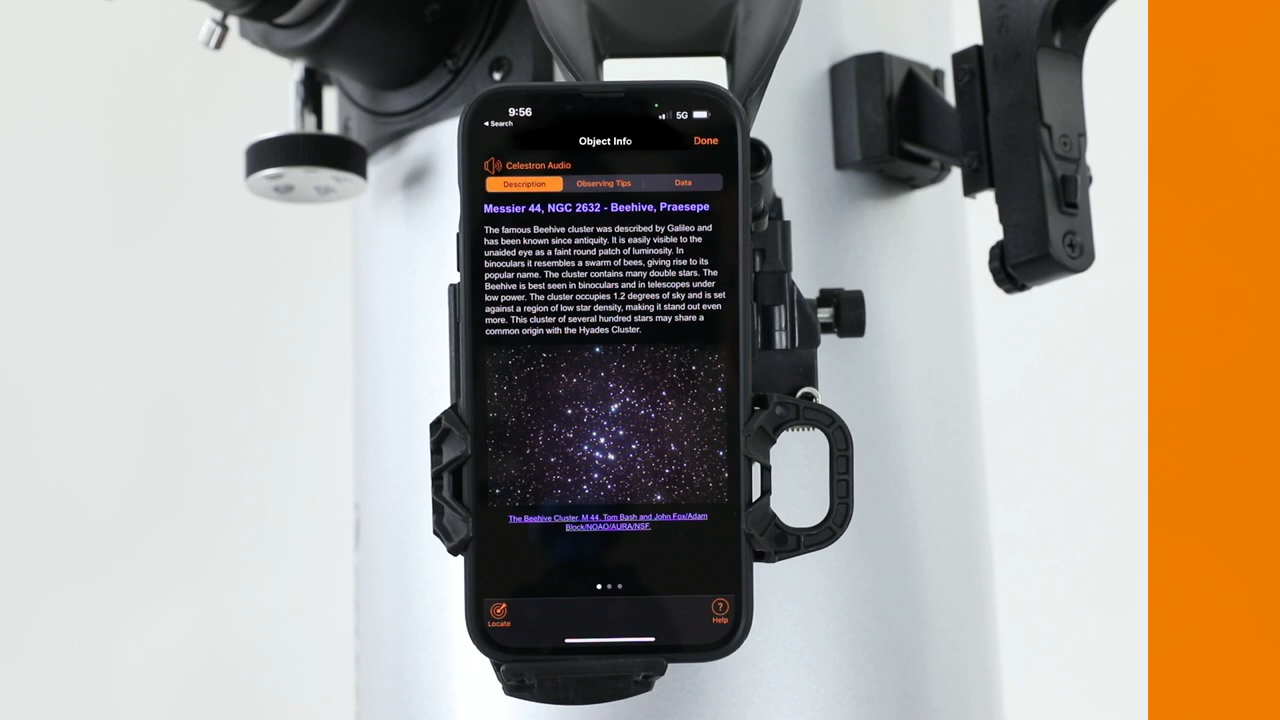 9:56
5G
Search
Object Info
Done
Celestron Audio
Description
Observing Tips
Data
Messier 44, NGC 2632 - Beehive, Praesepe
The famous Beehive cluster was described by Galileo and
has been known since antiquity. It is easily visible to the
unaided eye as a faint round patch of luminosity. In
binoculars it resembles a swarm of bees, giving rise to its
popular name. The cluster contains many double stars. The
Beehive is best seen in binoculars and in telescopes under
low power. The cluster occupies 1.2 degrees of sky and is set
against a region of low star density, making it stand out even
more. This cluster of several hundred stars may share a
common origin with the Hyades Cluster.
The Beehive Cluster, M 44. Tom Bash and John Fox/Adam
Block/NOAO/AURA/NSF.
Locate
?
Help